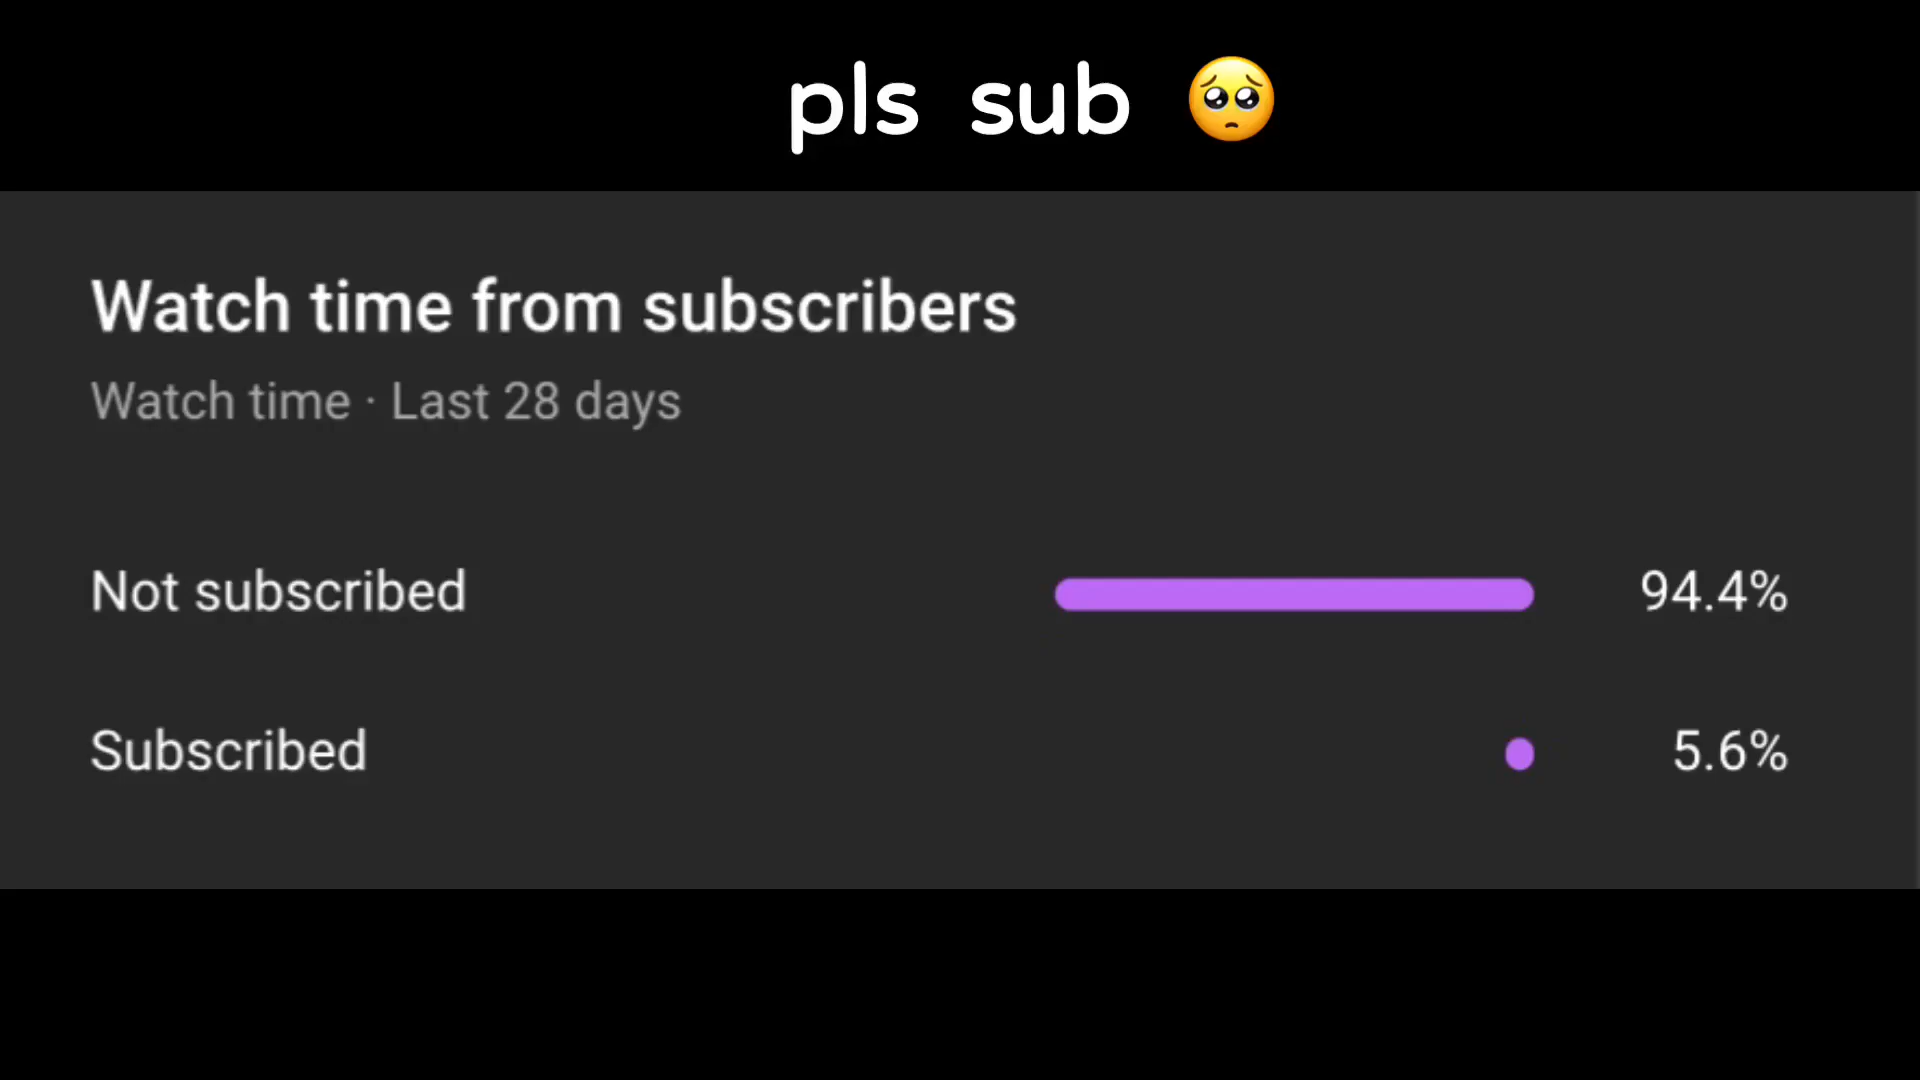 pls sub 🥺
Watch time from subscribers
Watch time · Last 28 days
Not subscribed 94.4%
Subscribed 5.6%